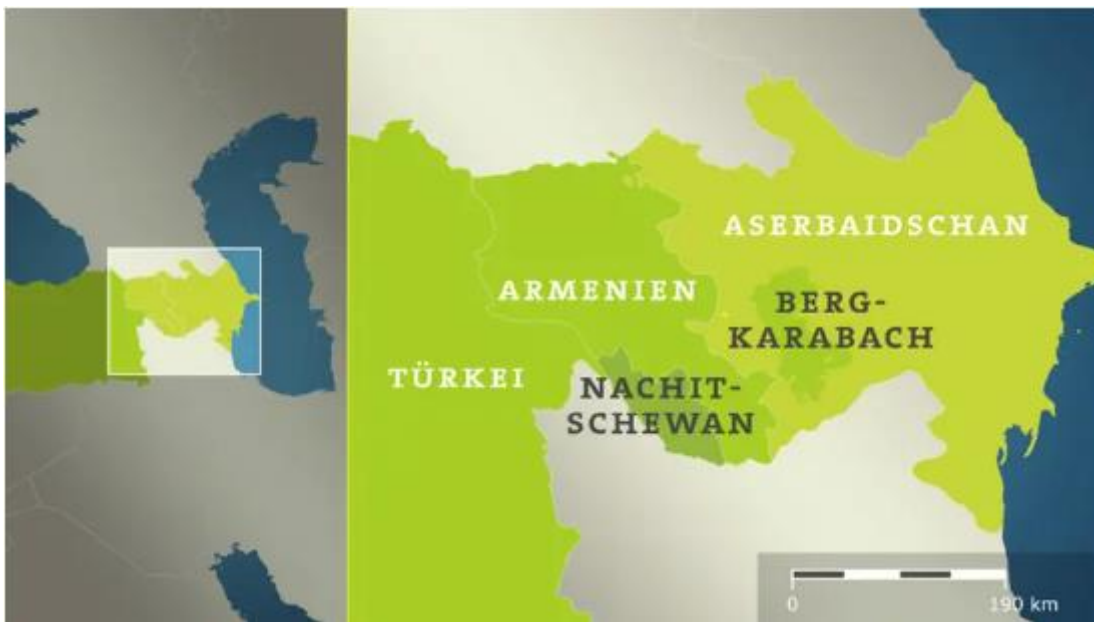 ASERBAIDSCHAN
ARMENIEN
BERG-
KARABACH
TÜRKEI
NACHIT-
SCHEWAN
0 190 km